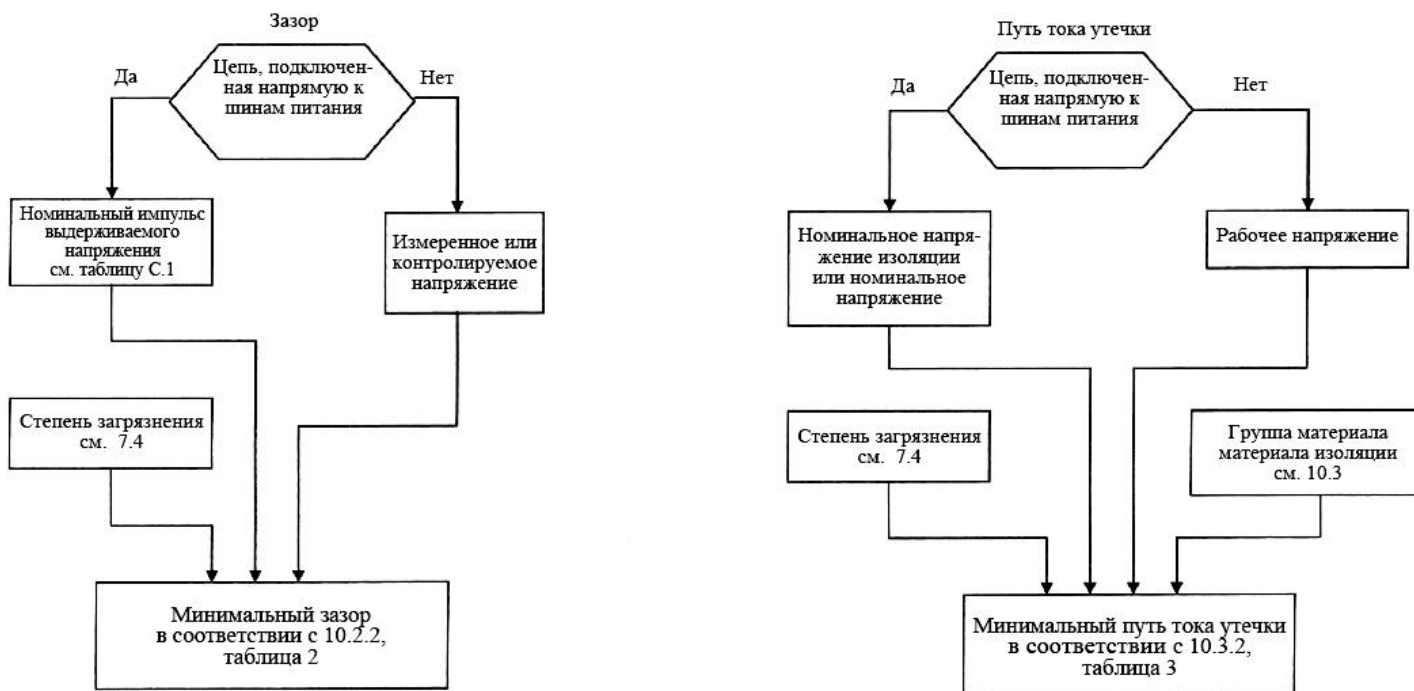 Зазор
Да
Цепь, подключен-
ная напрямую к
шинам питания
Нет
Номинальный импульс
выдерживаемого
напряжения
см. таблицу С.1
Измеренное или
контролируемое
напряжение
Степень загрязнения
см. 7.4
Минимальный зазор
в соответствии с 10.2.2,
таблица 2
Путь тока утечки
Да
Цепь, подключен-
ная напрямую к
шинам питания
Нет
Номинальное напря-
жение изоляции
или номинальное
напряжение
Рабочее напряжение
Степень загрязнения
см. 7.4
Группа материала
материала изоляции
см. 10.3
Минимальный путь тока утечки
в соответствии с 10.3.2,
таблица 3